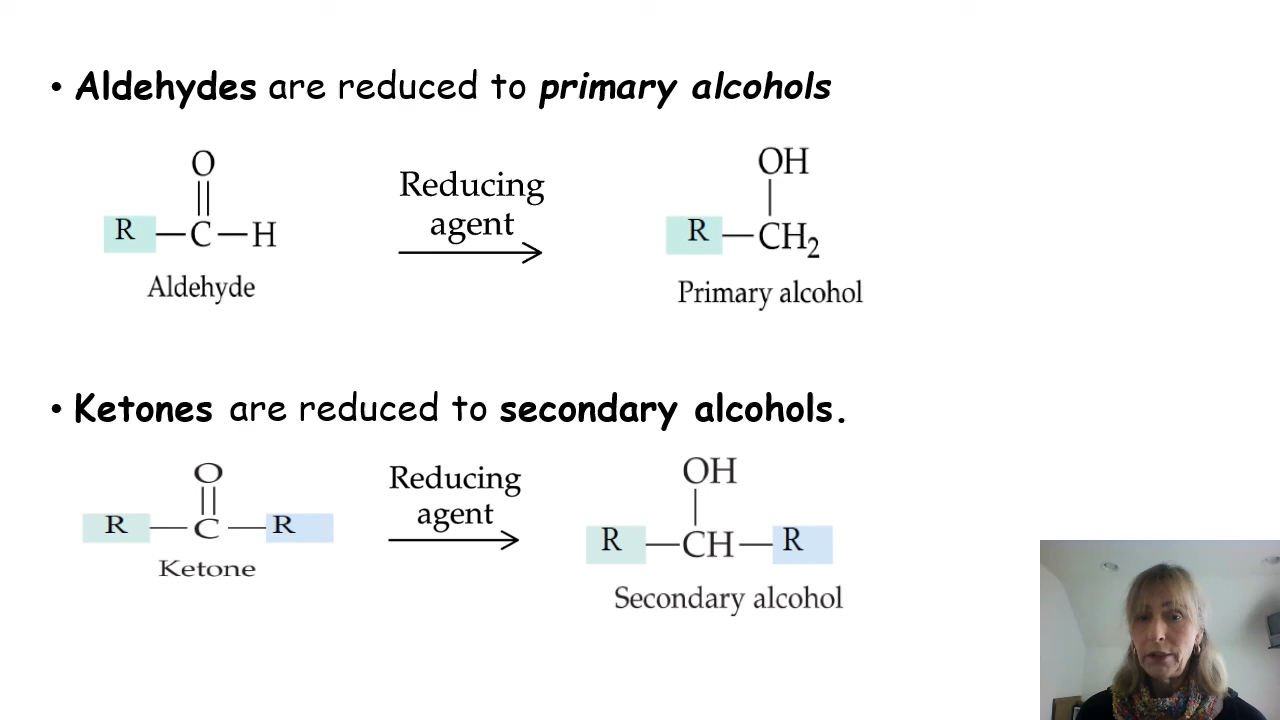 • Aldehydes are reduced to primary alcohols
O
R—C—H
Reducing
agent
OH
R—CH₂
Aldehyde
Primary alcohol
• Ketones are reduced to secondary alcohols.
O
R—C—R
Reducing
agent
OH
R—CH—R
Ketone
Secondary alcohol